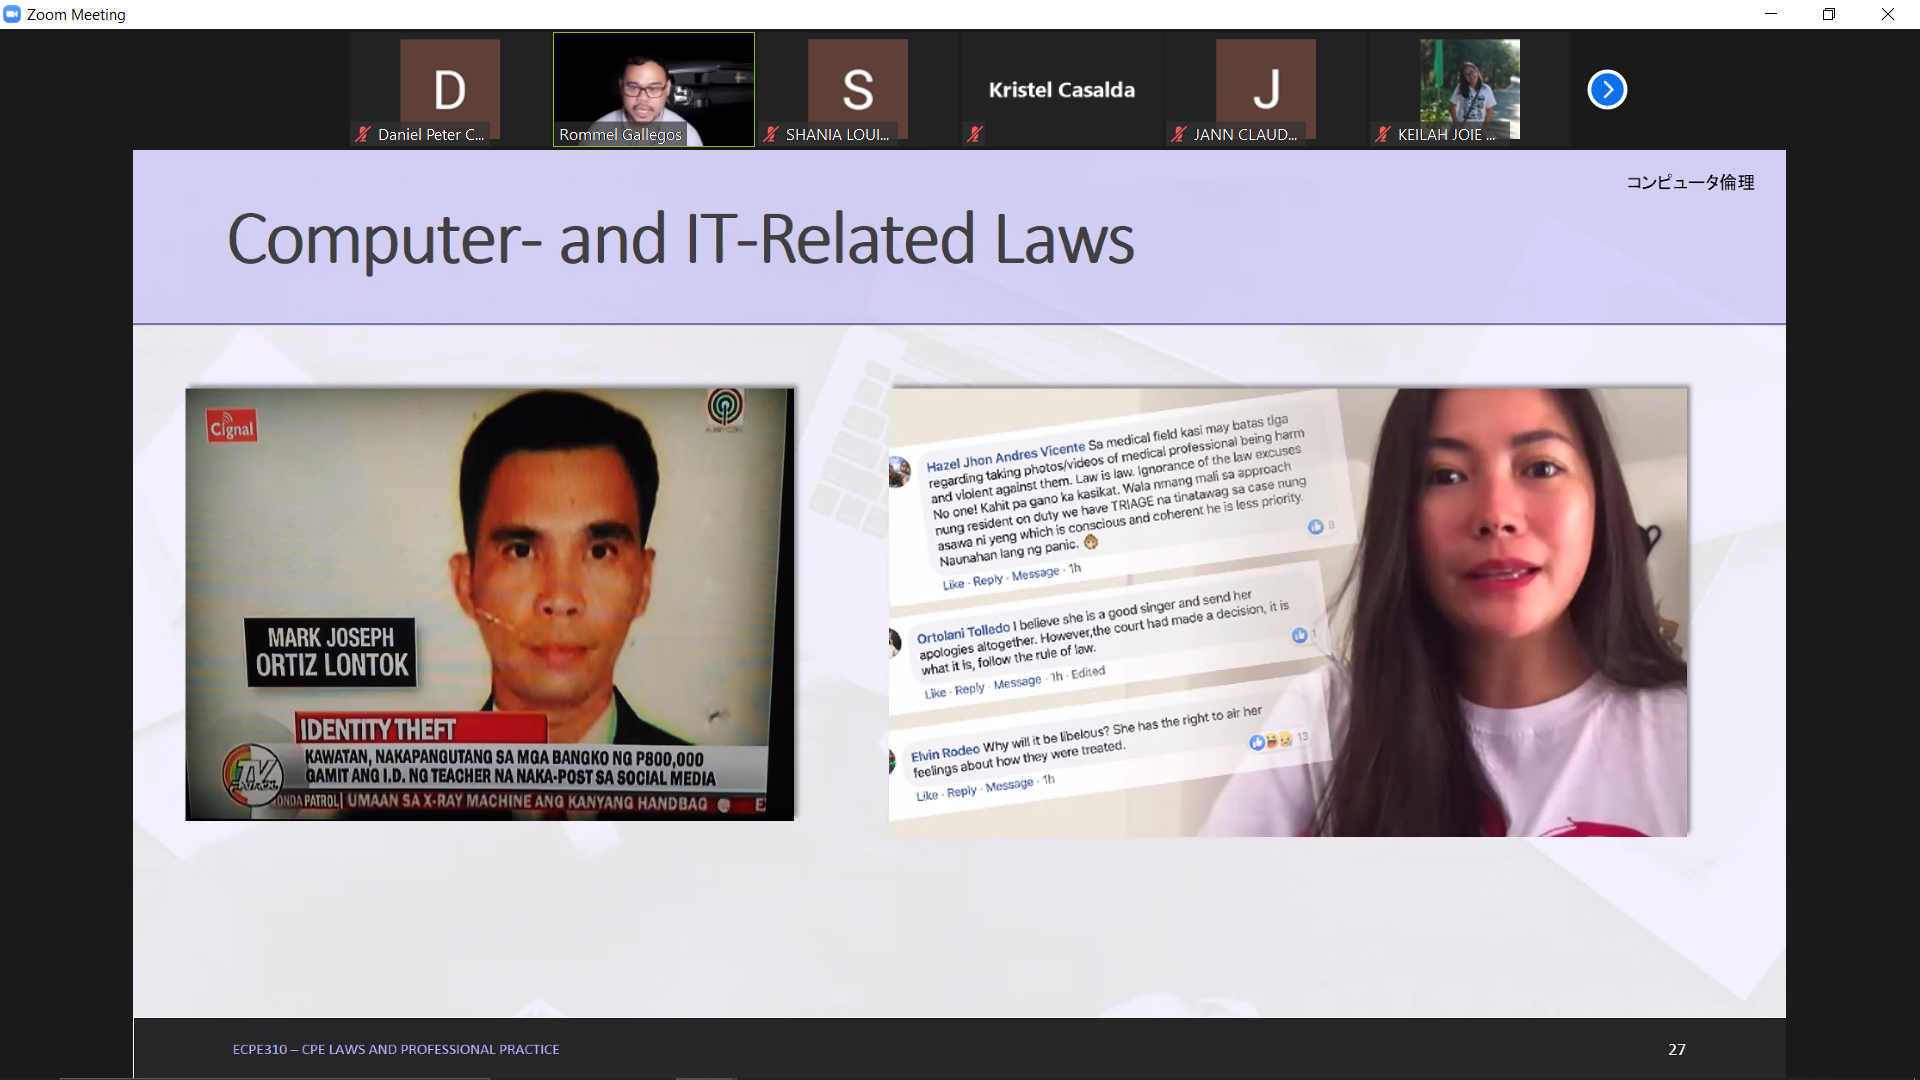 Zoom Meeting
D
Daniel Peter C...
Rommel Gallegos
S
SHANIA LOUI...
Kristel Casalda
J
JANN CLAUD...
KEILAH JOIE ...
コンピュータ倫理
Computer- and IT-Related Laws
Cignal
MARK JOSEPH
ORTIZ LONTOK
IDENTITY THEFT
KAWATAN, NAKAPANGUTANG SA MGA BANGKO NG P800,000
GAMIT ANG I.D. NG TEACHER NA NAKA-POST SA SOCIAL MEDIA
TV
PATROL
PATROL| UMAAN SA X-RAY MACHINE ANG KANYANG HANDBAG
Hazel Jhon Andres Vicente Sa medical field kasi may batas tlga
regarding taking photos/videos of medical professional being harm
and violent against them. Law is law. Ignorance of the law excuses
No one! Kahit pa gano ka kasikat. Wala nmang mali sa approach
nung resident on duty we have TRIAGE na tinatawag sa case nung
asawa ni yeng which is conscious and coherent he is less priority.
Naunahan lang ng panic.
8
Like · Reply · Message · 1h
Ortolani Tolledo I believe she is a good singer and send her
apologies altogether. However,the court had made a decision, it is
what it is, follow the rule of law.
1
Like · Reply · Message · 1h · Edited
Elvin Rodeo Why will it be libelous? She has the right to air her
feelings about how they were treated.
13
Like · Reply · Message · 1h
ECPE310 – CPE LAWS AND PROFESSIONAL PRACTICE
27